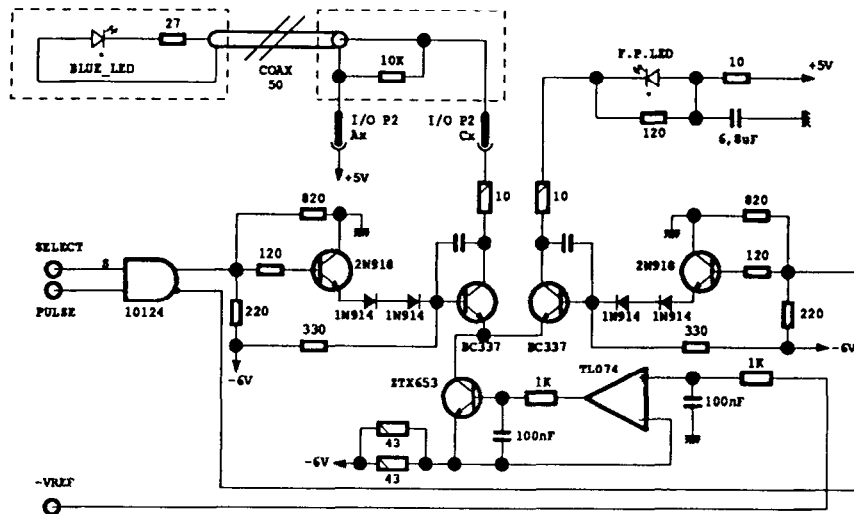 27
BLUE_LED
COAX
50
10K
I/O P2
Ax
I/O P2
Cx
+5V
F.P.LED
10
+5V
120
6,8uF
10
10
820
820
SELECT
S
120
2N918
2N918
120
PULSE
10124
220
1N914
1N914
1N914
1N914
220
330
BC337
BC337
330
-6V
-6V
ZTX653
1K
TL074
1K
100nF
100nF
43
-6V
43
-VREF